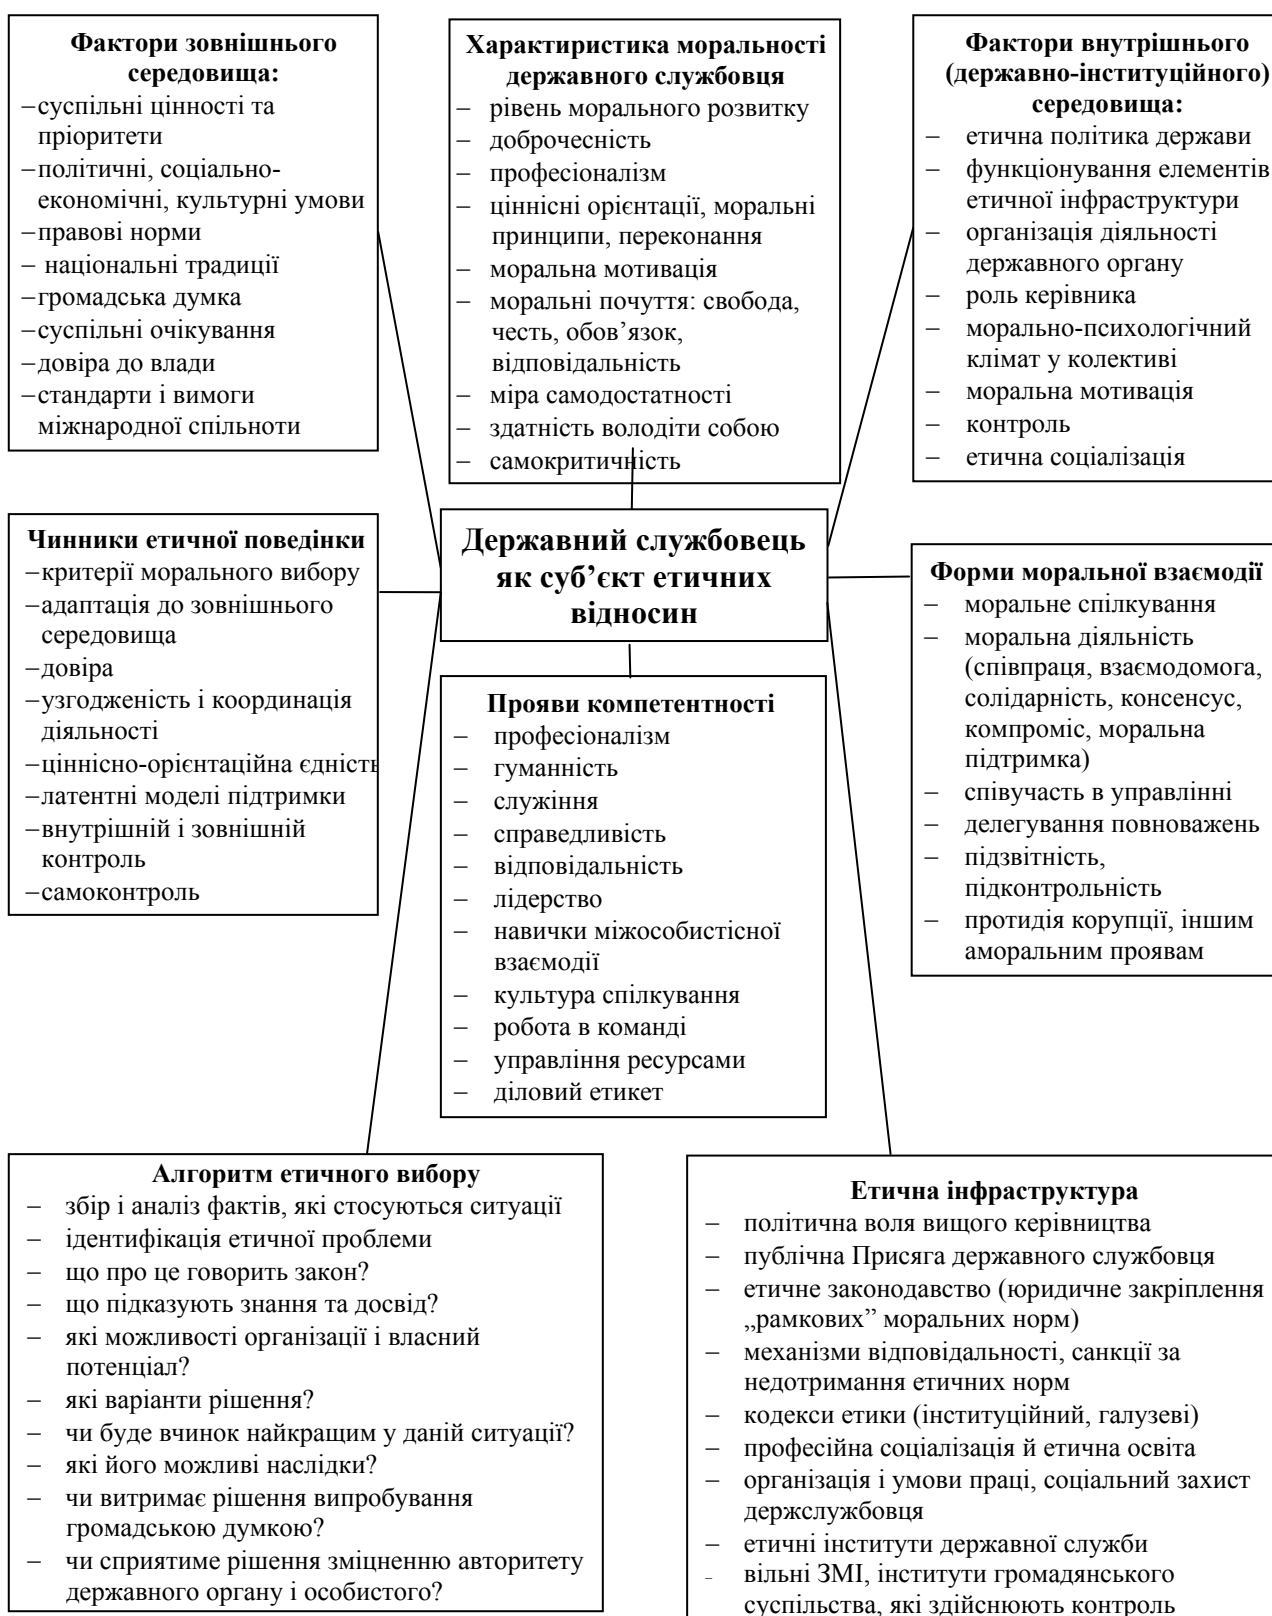 Фактори зовнішнього
середовища:
–суспільні цінності та
пріоритети
–політичні, соціально-
економічні, культурні умови
–правові норми
– національні традиції
–громадська думка
–суспільні очікування
–довіра до влади
–стандарти і вимоги
міжнародної спільноти
Характиристика моральності
державного службовця
– рівень морального розвитку
– доброчесність
– професіоналізм
– ціннісні орієнтації, моральні
принципи, переконання
– моральна мотивація
– моральні почуття: свобода,
честь, обов’язок,
відповідальність
– міра самодостатності
– здатність володіти собою
– самокритичність
Фактори внутрішнього
(державно-інституційного)
середовища:
– етична політика держави
– функціонування елементів
етичної інфраструктури
– організація діяльності
державного органу
– роль керівника
– морально-психологічний
клімат у колективі
– моральна мотивація
– контроль
– етична соціалізація
Чинники етичної поведінки
–критерії морального вибору
–адаптація до зовнішнього
середовища
–довіра
–узгодженість і координація
діяльності
–ціннісно-орієнтаційна єдність
–латентні моделі підтримки
–внутрішній і зовнішній
контроль
–самоконтроль
Державний службовець
як суб’єкт етичних
відносин
Форми моральної взаємодії
– моральне спілкування
– моральна діяльність
(співпраця, взаємодомога,
солідарність, консенсус,
компроміс, моральна
підтримка)
– співучасть в управлінні
– делегування повноважень
– підзвітність,
підконтрольність
– протидія корупції, іншим
аморальним проявам
Прояви компетентності
– професіоналізм
– гуманність
– служіння
– справедливість
– відповідальність
– лідерство
– навички міжособистісної
взаємодії
– культура спілкування
– робота в команді
– управління ресурсами
– діловий етикет
Алгоритм етичного вибору
– збір і аналіз фактів, які стосуються ситуації
– ідентифікація етичної проблеми
– що про це говорить закон?
– що підказують знання та досвід?
– які можливості організації і власний
потенціал?
– які варіанти рішення?
– чи буде вчинок найкращим у даній ситуації?
– які його можливі наслідки?
– чи витримає рішення випробування
громадською думкою?
– чи сприятиме рішення зміцненню авторитету
державного органу і особистого?
Етична інфраструктура
– політична воля вищого керівництва
– публічна Присяга державного службовця
– етичне законодавство (юридичне закріплення
„рамкових” моральних норм)
– механізми відповідальності, санкції за
недотримання етичних норм
– кодекси етики (інституційний, галузеві)
– професійна соціалізація й етична освіта
– організація і умови праці, соціальний захист
держслужбовця
– етичні інститути державної служби
– вільні ЗМІ, інститути громадянського
суспільства, які здійснюють контроль